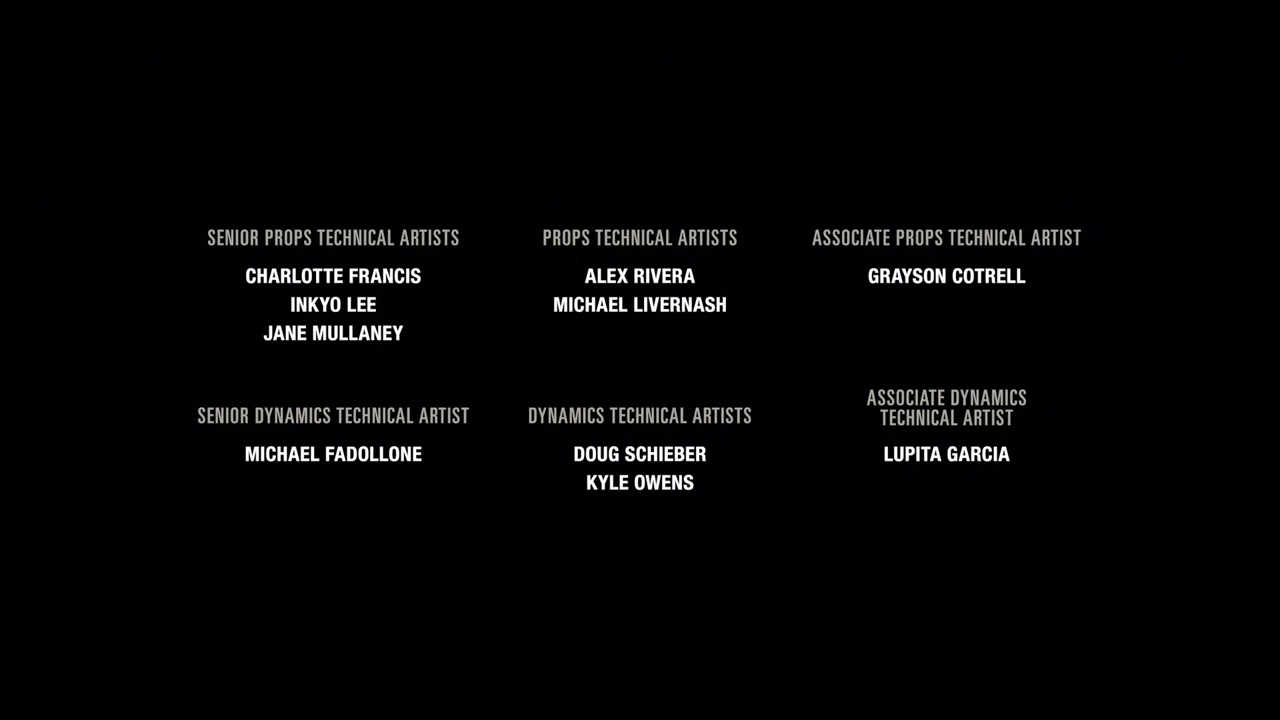 SENIOR PROPS TECHNICAL ARTISTS
CHARLOTTE FRANCIS
INKYO LEE
JANE MULLANEY
PROPS TECHNICAL ARTISTS
ALEX RIVERA
MICHAEL LIVERNASH
ASSOCIATE PROPS TECHNICAL ARTIST
GRAYSON COTRELL
SENIOR DYNAMICS TECHNICAL ARTIST
MICHAEL FADOLLONE
DYNAMICS TECHNICAL ARTISTS
DOUG SCHIEBER
KYLE OWENS
ASSOCIATE DYNAMICS
TECHNICAL ARTIST
LUPITA GARCIA